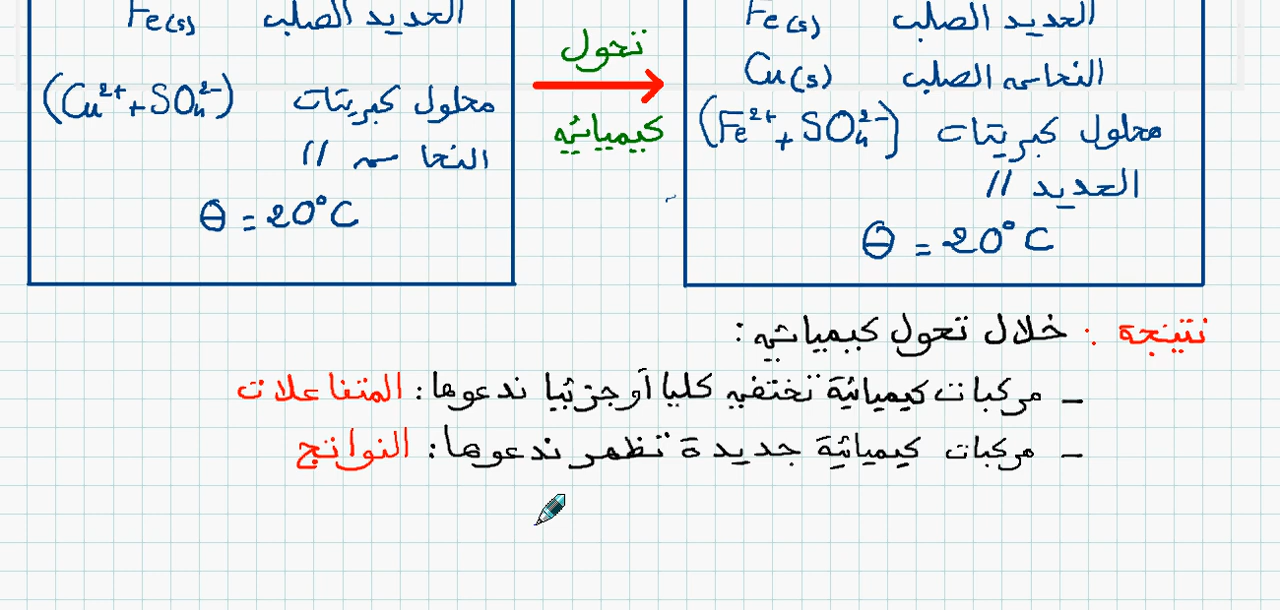 الحديد الصلب Fe(s)
محلول كبريتات (Cu²⁺ + SO₄²⁻)
النحاس //
θ = 20°C
تحول
كيميائي
الحديد الصلب Fe(s)
النحاس الصلب Cu(s)
محلول كبريتات (Fe²⁺ + SO₄²⁻)
الحديد //
θ = 20°C
نتيجة : خلال تحول كيميائي :
- مركبات كيميائية تختفي كليا أو جزئيا ندعوها : المتفاعلات
- مركبات كيميائية جديدة تظهر ندعوها : النواتج